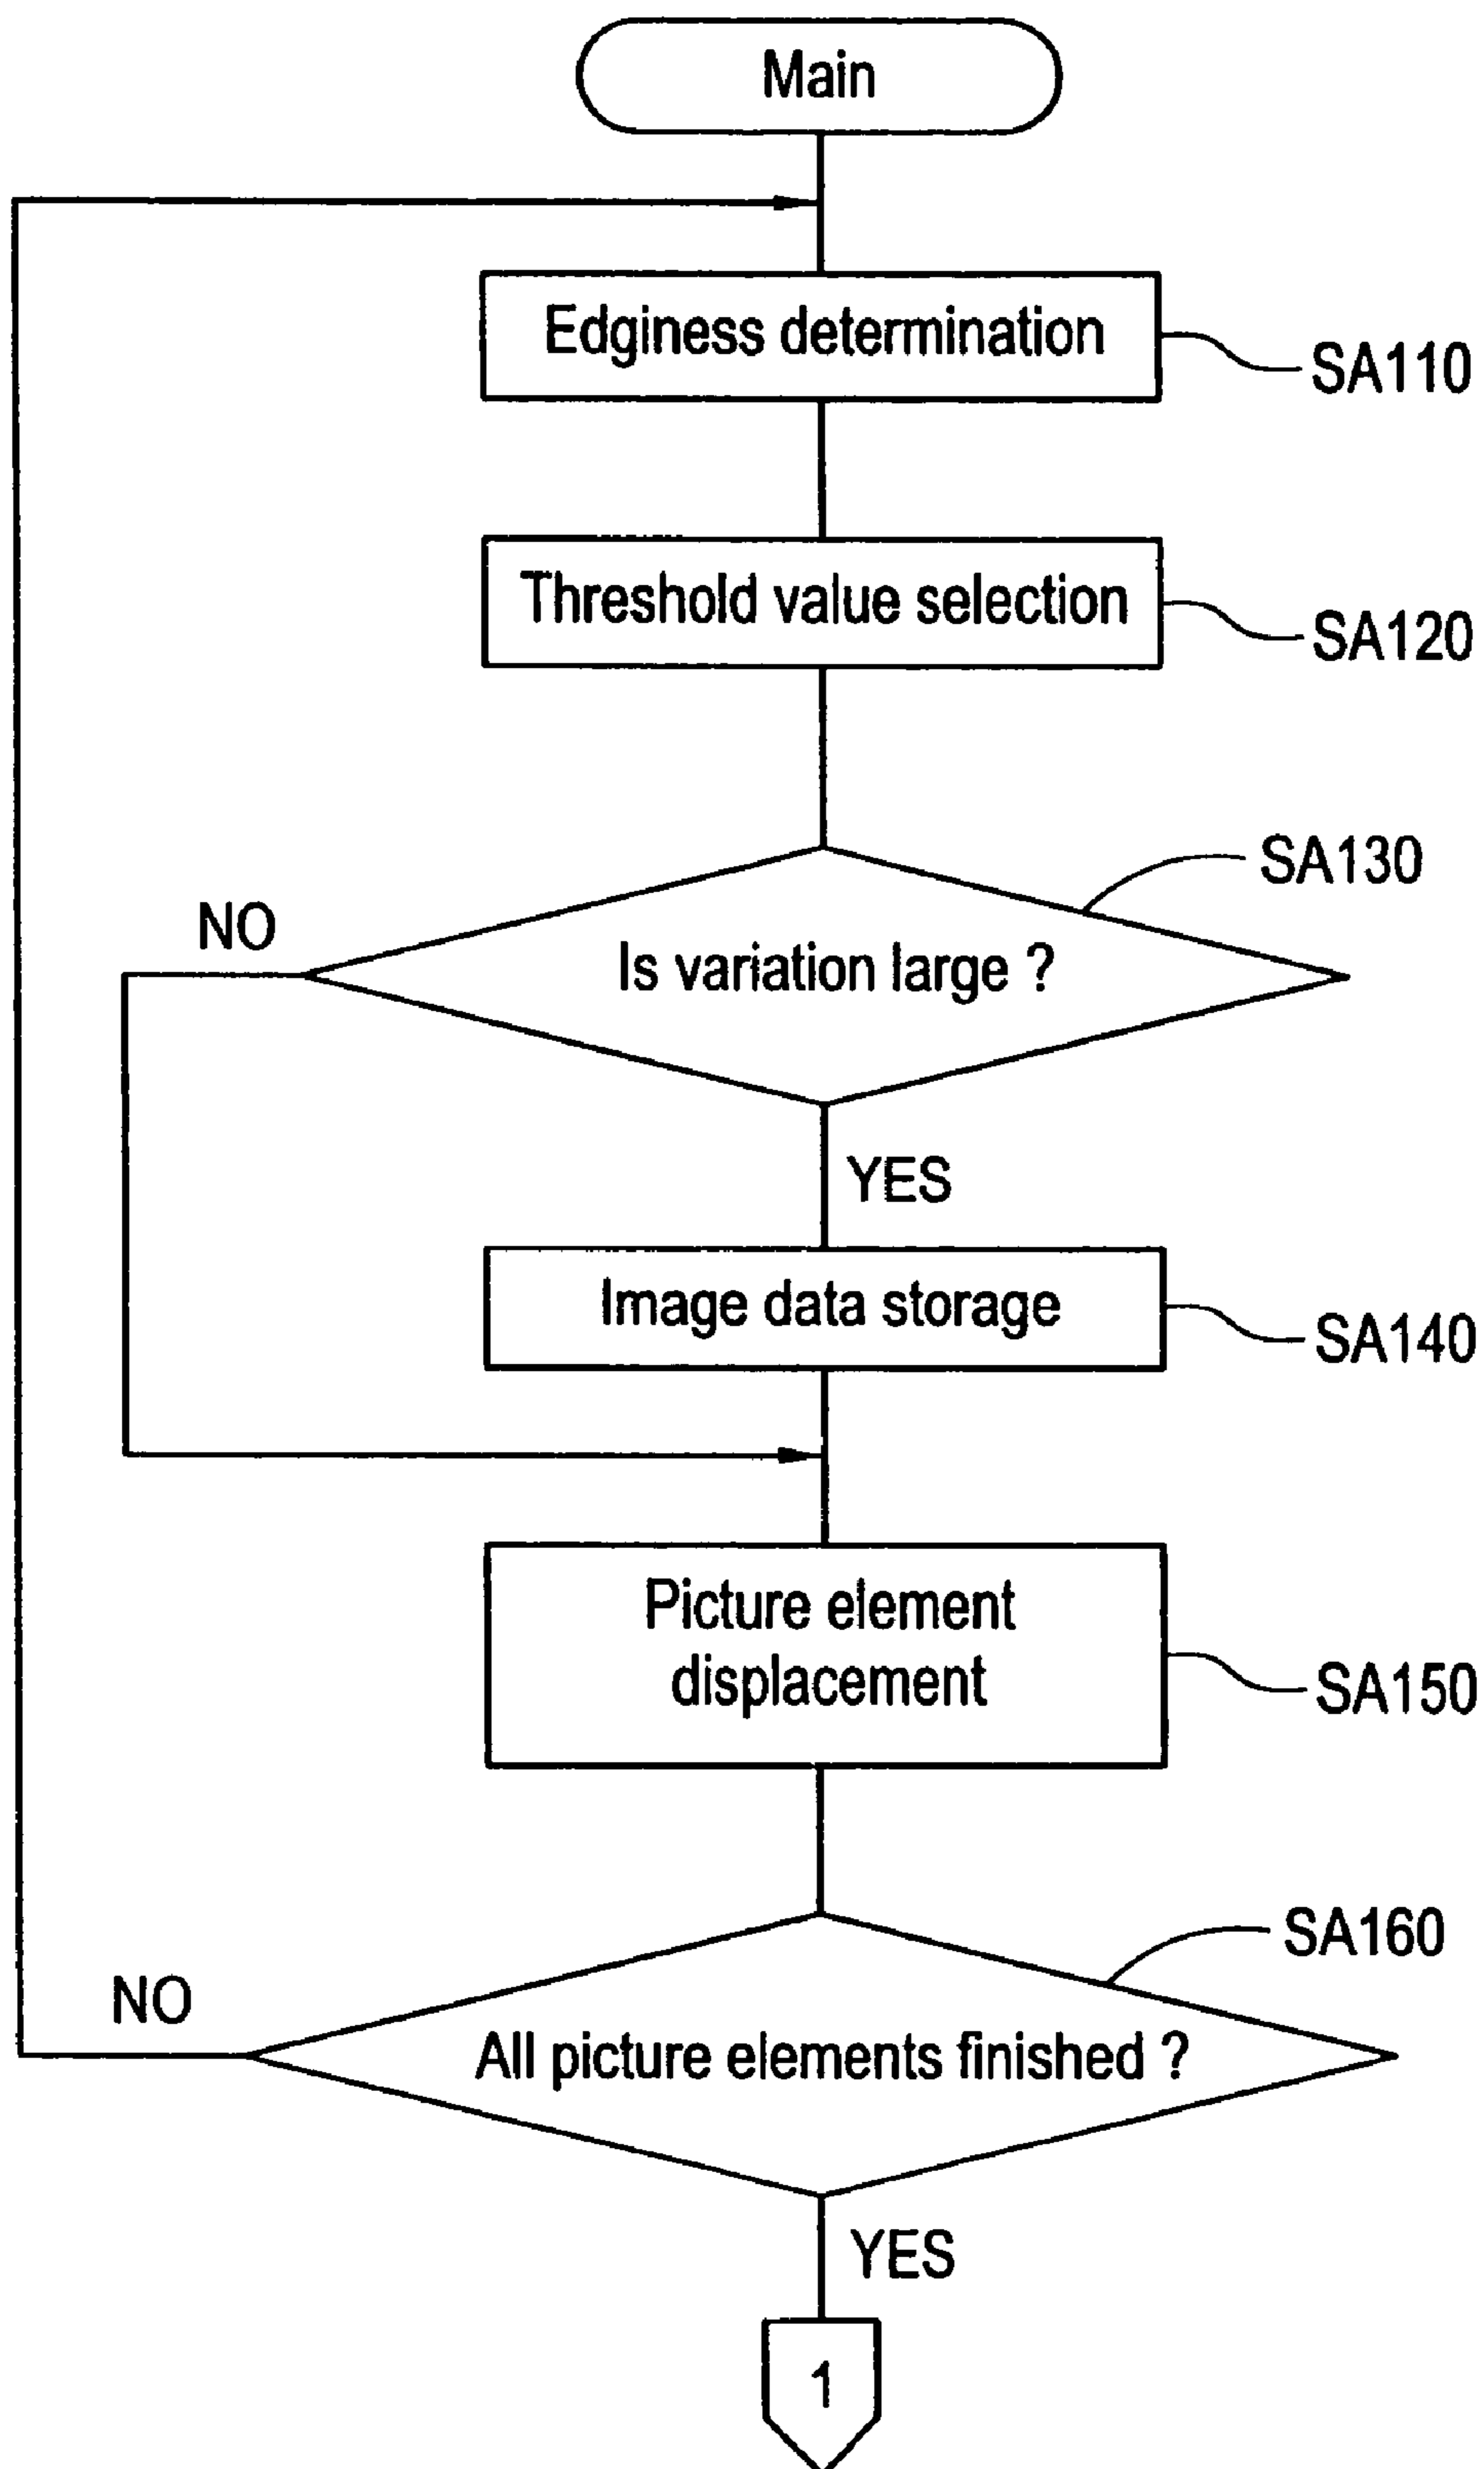 Main
Edginess determination
SA110
Threshold value selection
SA120
SA130
NO
Is variation large ?
YES
Image data storage
SA140
Picture element
displacement
SA150
SA160
NO
All picture elements finished ?
YES
1